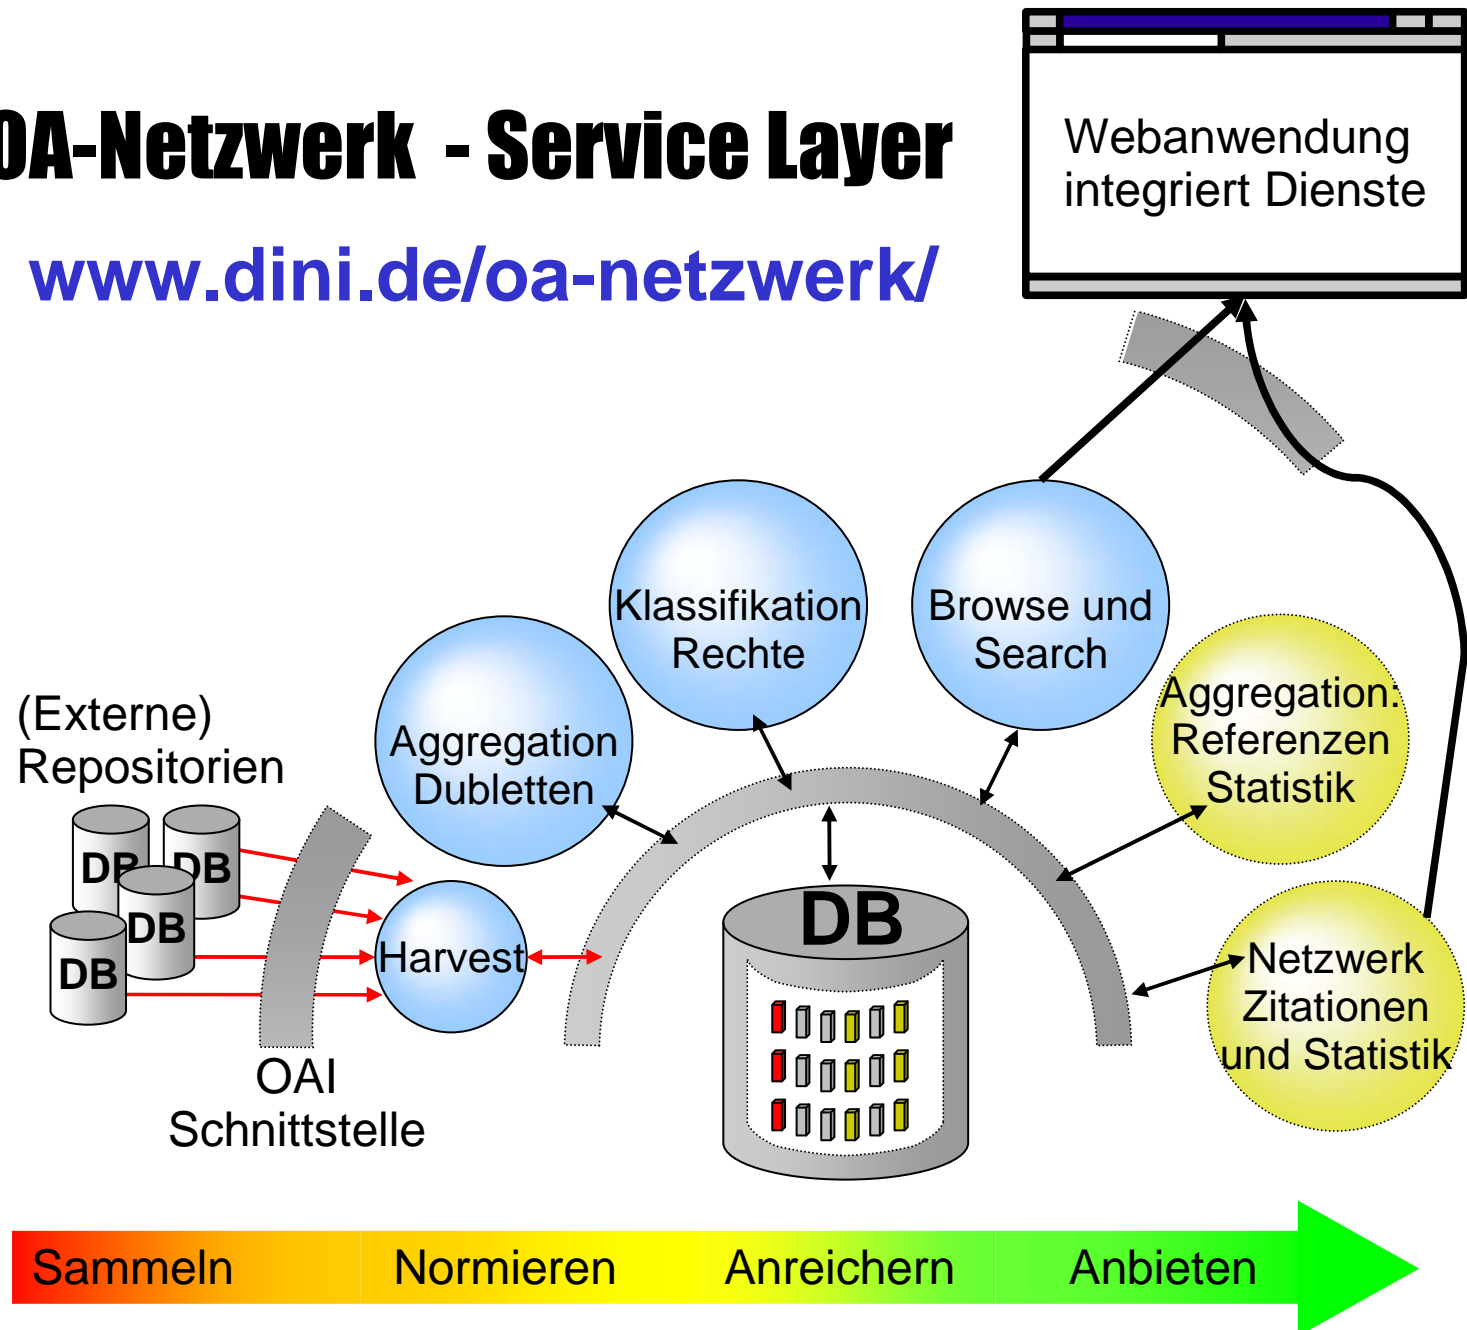 OA-Netzwerk - Service Layer
www.dini.de/oa-netzwerk/
Webanwendung
integriert Dienste
Klassifikation
Rechte
Browse und
Search
Aggregation
Dubletten
Aggregation:
Referenzen
Statistik
(Externe)
Repositorien
DB
DB
DB
DB
Harvest
DB
Netzwerk
Zitationen
und Statistik
OAI
Schnittstelle
Sammeln
Normieren
Anreichern
Anbieten